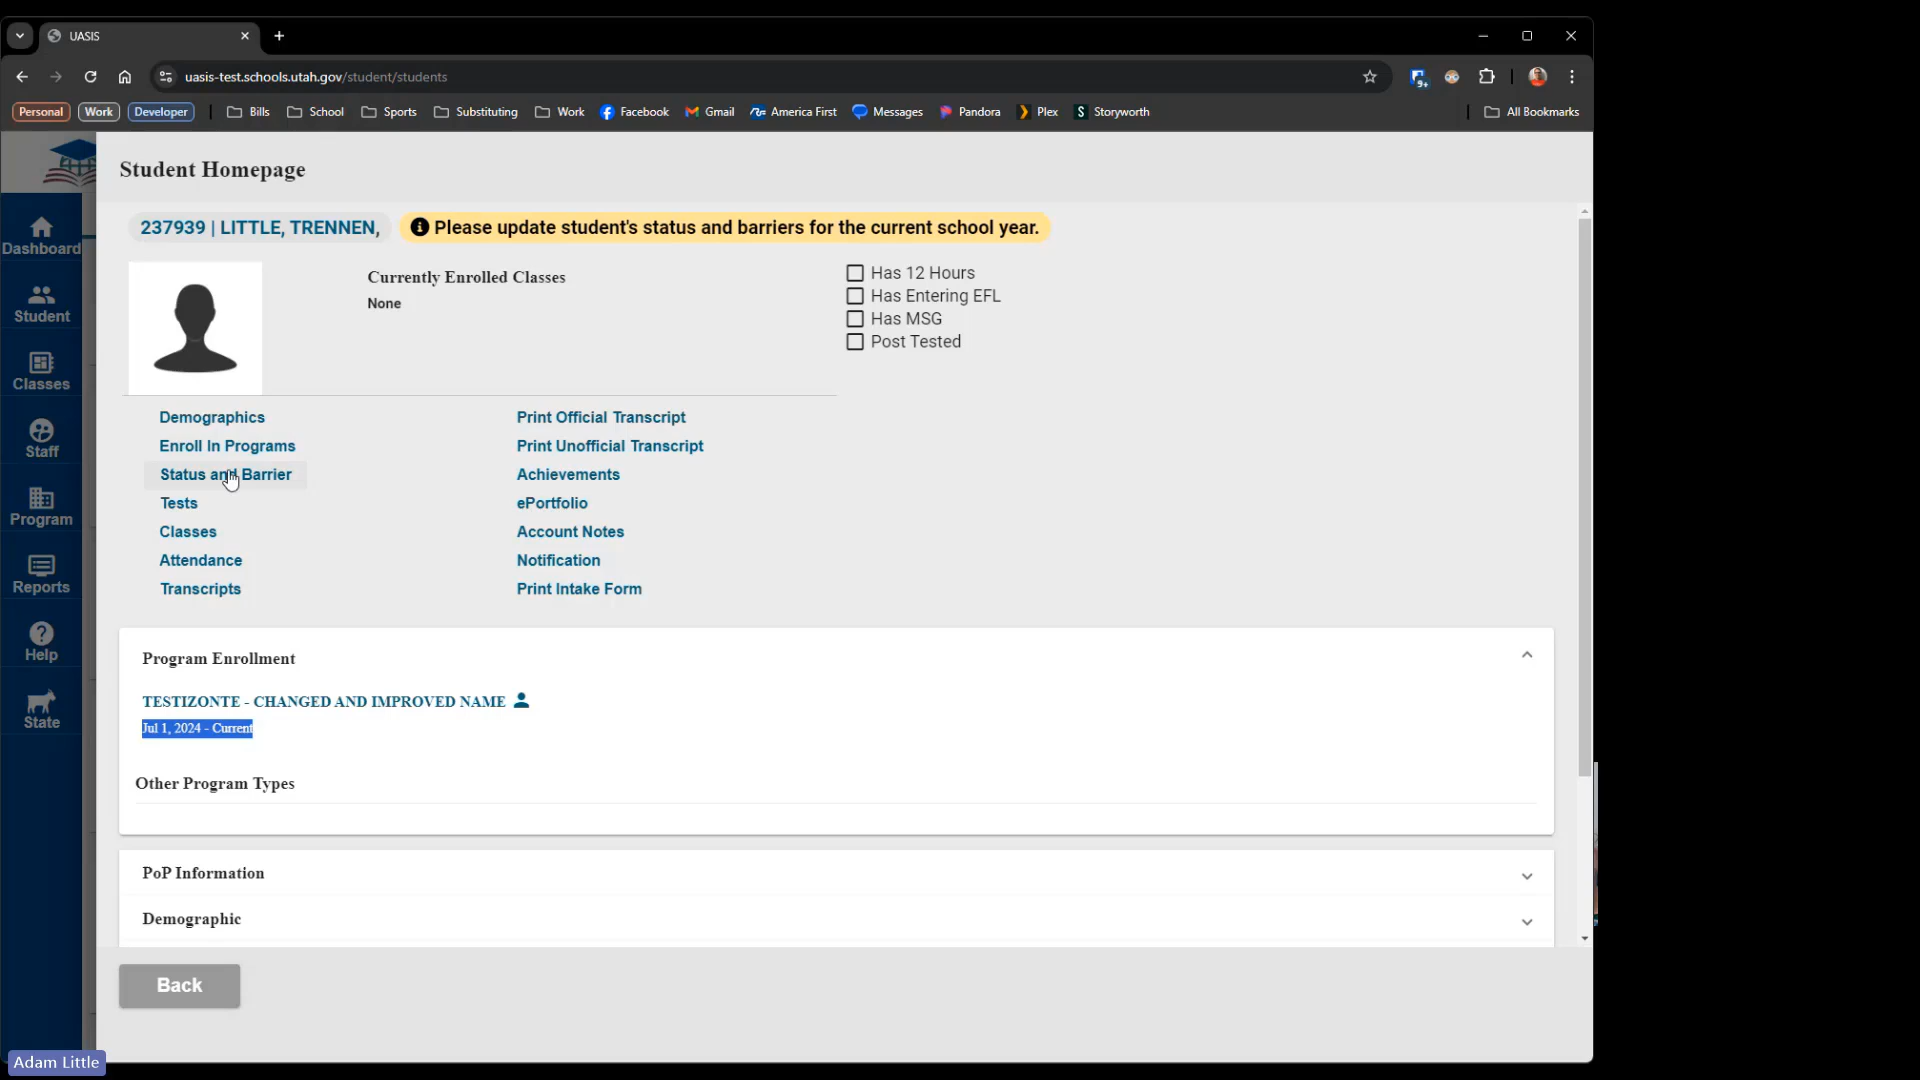 UASIS
uasis-test.schools.utah.gov/student/students
9+
Personal Work Developer Bills School Sports Substituting Work Facebook Gmail America First Messages Pandora Plex S Storyworth All Bookmarks
Student Homepage
237939 | LITTLE, TRENNEN, Please update student's status and barriers for the current school year.
Dashboard
Student
Classes
Staff
Program
Reports
Help
State
Currently Enrolled Classes
None
Has 12 Hours
Has Entering EFL
Has MSG
Post Tested
Demographics
Enroll In Programs
Status and Barrier
Tests
Classes
Attendance
Transcripts
Print Official Transcript
Print Unofficial Transcript
Achievements
ePortfolio
Account Notes
Notification
Print Intake Form
Program Enrollment
TESTIZONTE - CHANGED AND IMPROVED NAME
Jul 1, 2024 - Current
Other Program Types
PoP Information
Demographic
Back
Adam Little